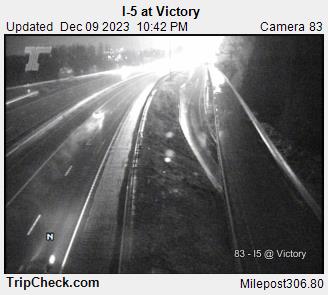 I-5 at Victory
Updated Dec 09 2023 10:42 PM Camera 83
T
N
83 - I5 @ Victory
TripCheck.com Milepost306.80